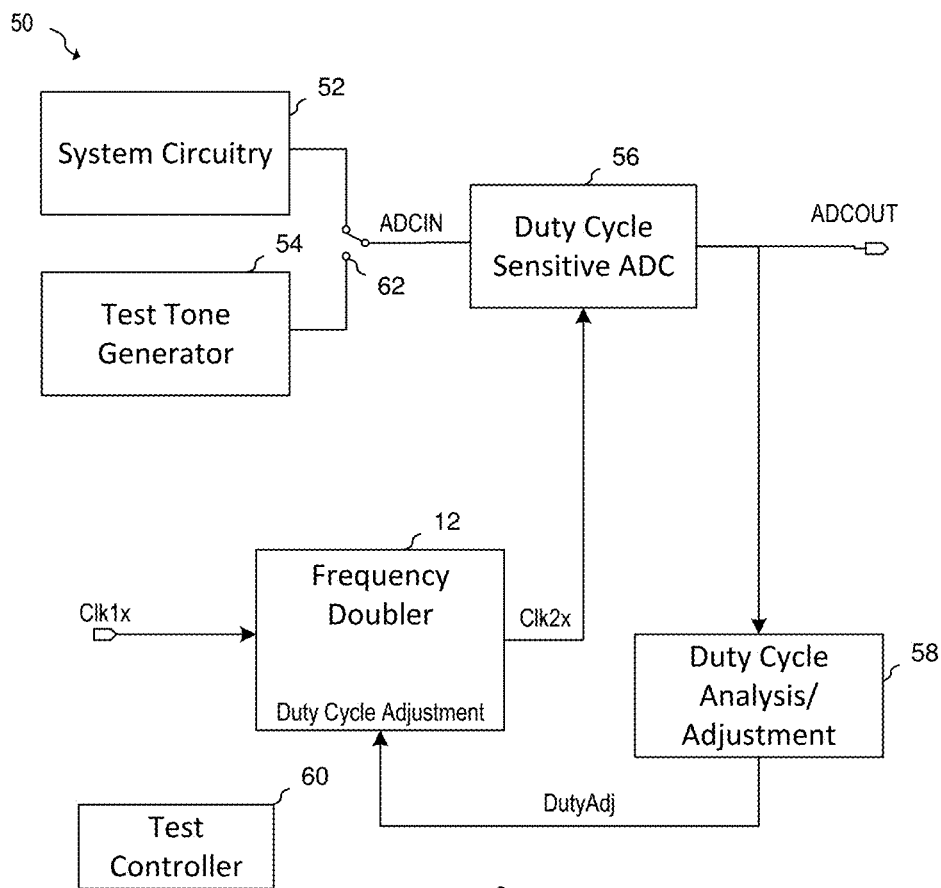 50
52
System Circuitry
56
ADCIN
Duty Cycle
Sensitive ADC
ADCOUT
54
62
Test Tone
Generator
12
Frequency
Doubler
Clk1x
Clk2x
Duty Cycle Adjustment
58
Duty Cycle
Analysis/
Adjustment
DutyAdj
60
Test
Controller